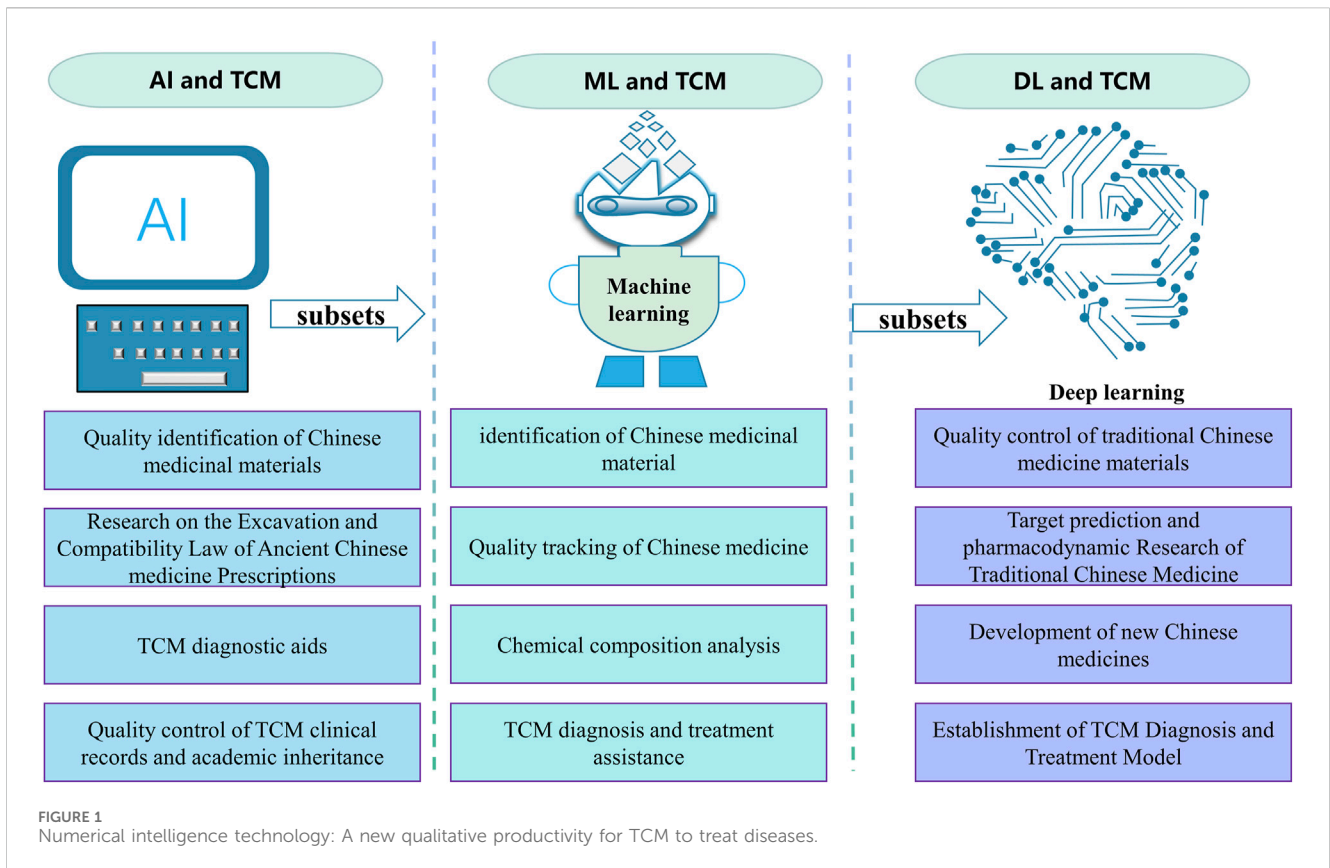 AI and TCM
ML and TCM
DL and TCM
AI
subsets
Machine
learning
subsets
Deep learning
Quality identification of Chinese
medicinal materials
Research on the Excavation and
Compatibility Law of Ancient Chinese
medicine Prescriptions
TCM diagnostic aids
Quality control of TCM clinical
records and academic inheritance
identification of Chinese medicinal
material
Quality tracking of Chinese medicine
Chemical composition analysis
TCM diagnosis and treatment
assistance
Quality control of traditional Chinese
medicine materials
Target prediction and
pharmacodynamic Research of
Traditional Chinese Medicine
Development of new Chinese
medicines
Establishment of TCM Diagnosis and
Treatment Model
FIGURE 1
Numerical intelligence technology: A new qualitative productivity for TCM to treat diseases.